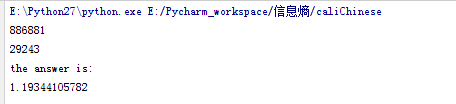 E:\Python27\python.exe E:/Pycharm_workspace/信息熵/caliChinese
886881
29243
the answer is:
1.19344105782